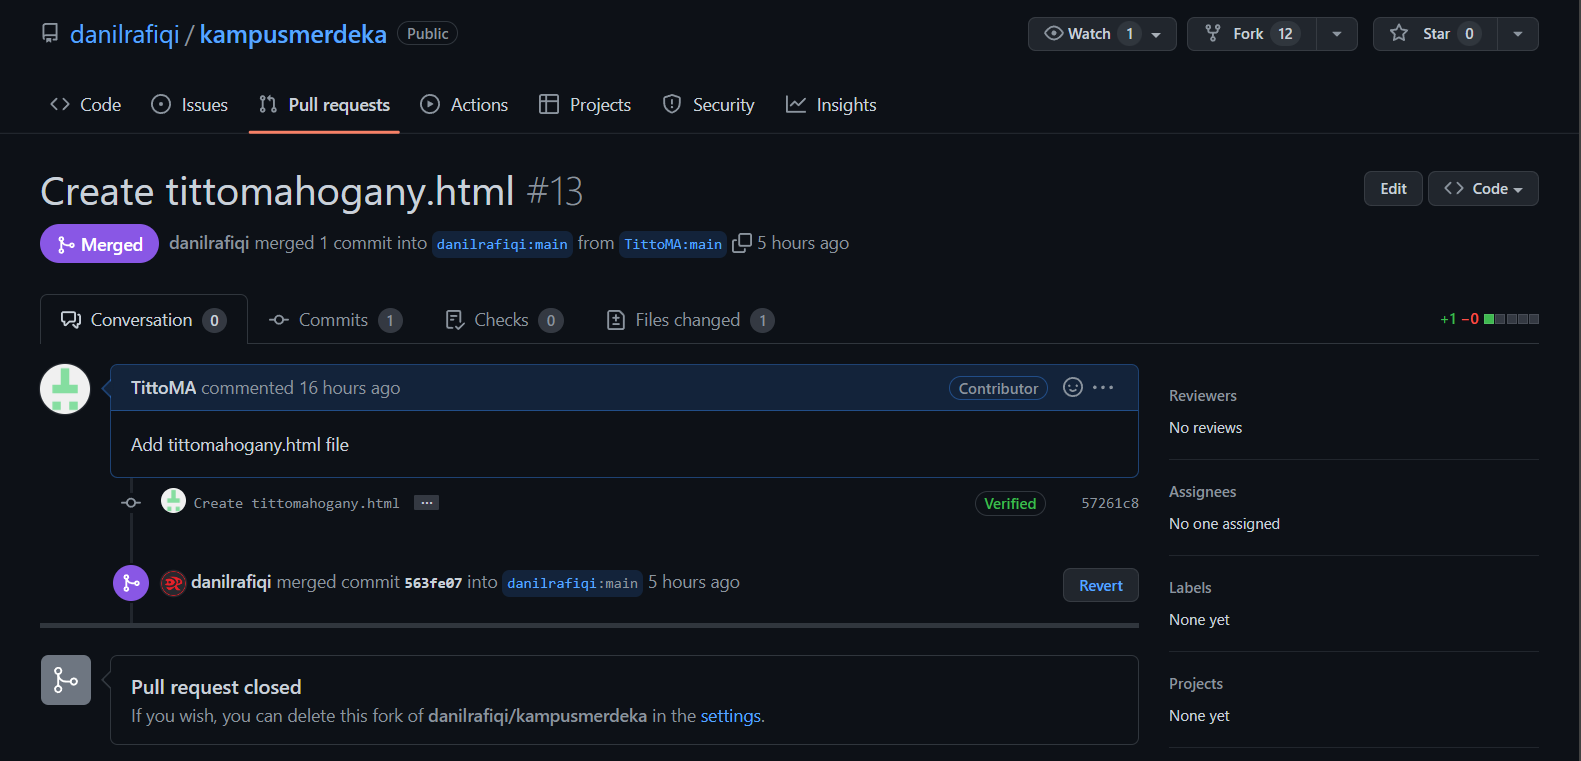 danilrafiqi / kampusmerdeka Public Watch 1 Fork 12 Star 0
Code Issues Pull requests Actions Projects Security Insights
Create tittomahogany.html #13 Edit Code
Merged danilrafiqi merged 1 commit into danilrafiqi:main from TittoMA:main 5 hours ago
Conversation 0 Commits 1 Checks 0 Files changed 1 +1 −0
TittoMA commented 16 hours ago Contributor ...
Add tittomahogany.html file
Create tittomahogany.html ... Verified 57261c8
danilrafiqi merged commit 563fe07 into danilrafiqi:main 5 hours ago Revert
Pull request closed
If you wish, you can delete this fork of danilrafiqi/kampusmerdeka in the settings.
Reviewers
No reviews
Assignees
No one assigned
Labels
None yet
Projects
None yet